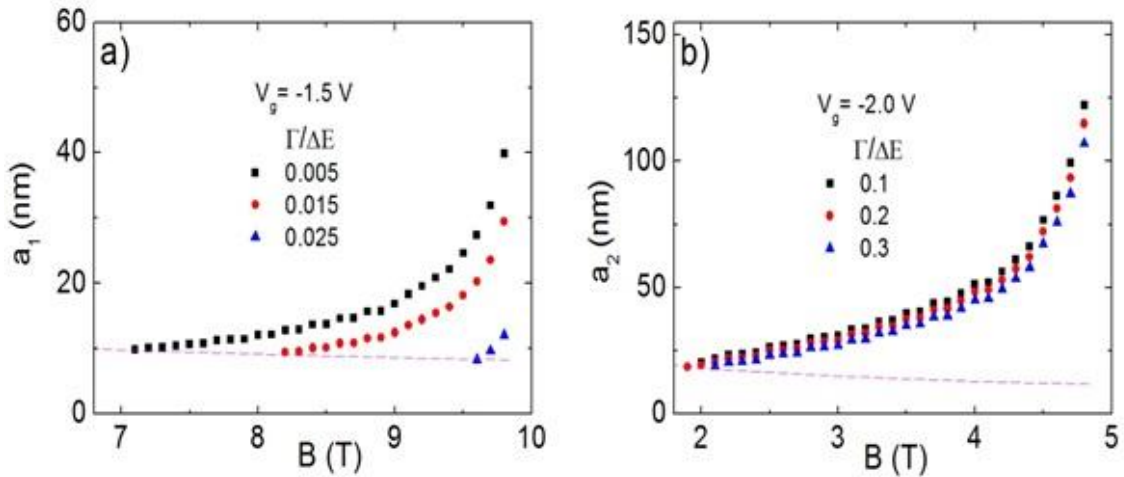 a)
V_g = -1.5 V
Γ/ΔE
0.005
0.015
0.025
a_1 (nm)
60
40
20
0
7 8 9 10
B (T)
b)
V_g = -2.0 V
Γ/ΔE
0.1
0.2
0.3
a_2 (nm)
150
100
50
0
2 3 4 5
B (T)